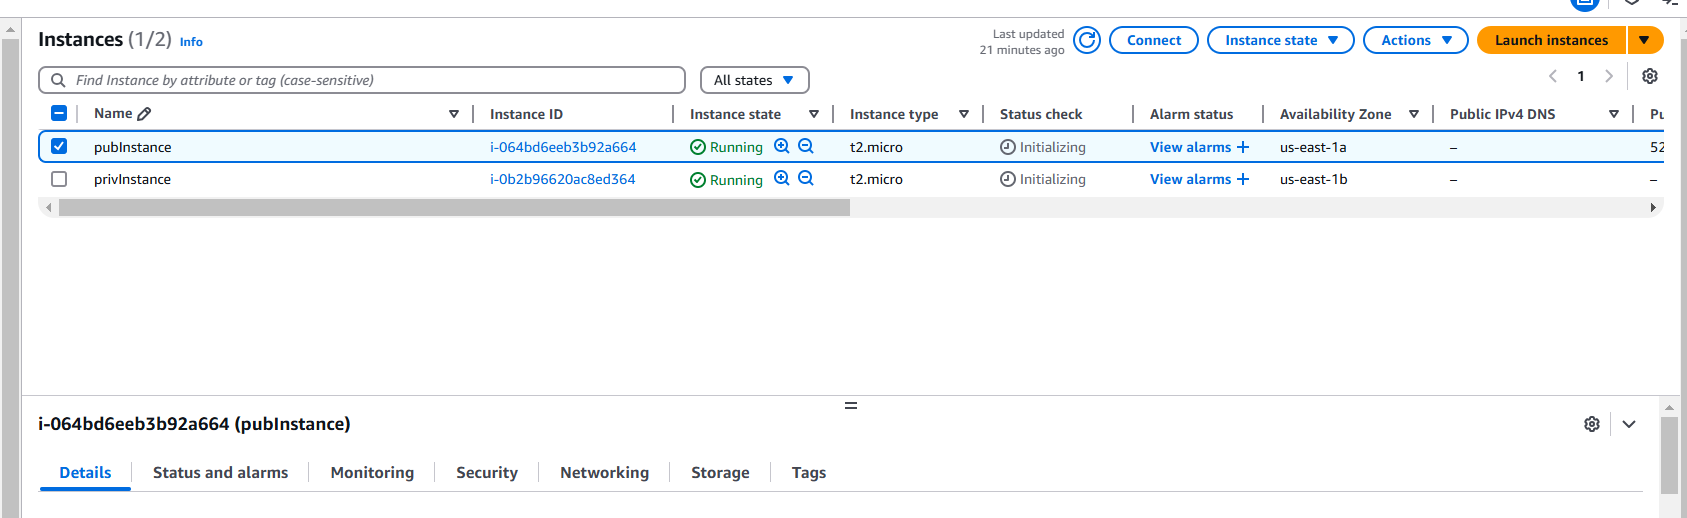 Instances (1/2) Info
Last updated
21 minutes ago
Connect Instance state Actions Launch instances
Find Instance by attribute or tag (case-sensitive) All states 1
Name Instance ID Instance state Instance type Status check Alarm status Availability Zone Public IPv4 DNS Pu
pubInstance i-064bd6eeb3b92a664 Running t2.micro Initializing View alarms + us-east-1a – 52
privInstance i-0b2b96620ac8ed364 Running t2.micro Initializing View alarms + us-east-1b – –
i-064bd6eeb3b92a664 (pubInstance)
Details Status and alarms Monitoring Security Networking Storage Tags